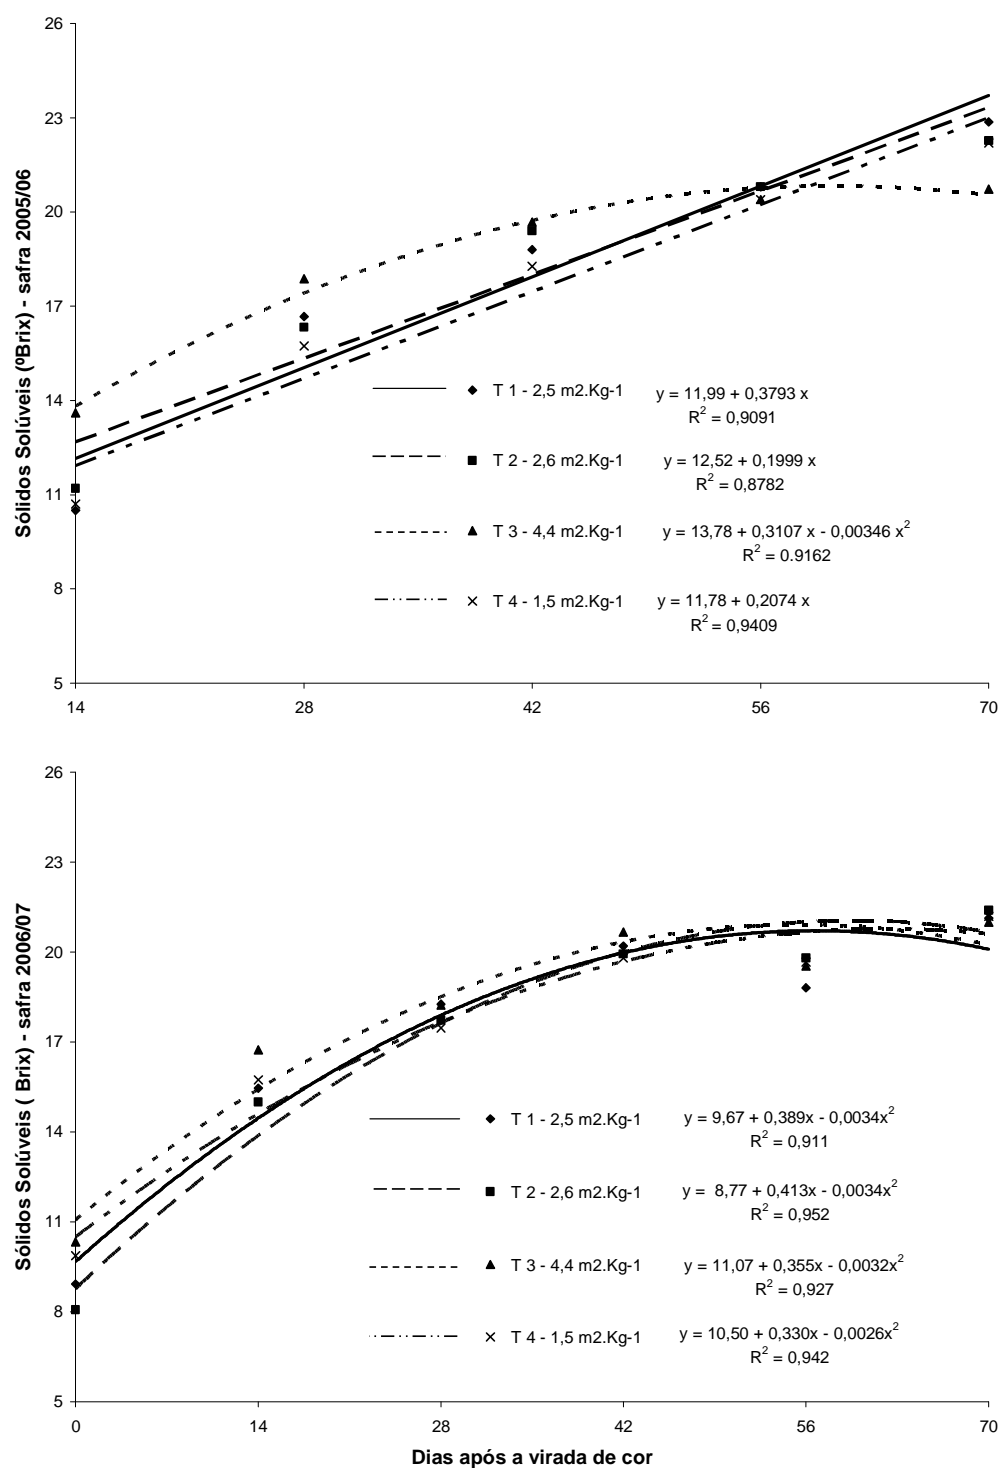 26
23
20
17
14
11
8
5
Sólidos Solúveis (ºBrix) - safra 2005/06
T 1 - 2,5 m2.Kg-1 y = 11,99 + 0,3793 x
R² = 0,9091
T 2 - 2,6 m2.Kg-1 y = 12,52 + 0,1999 x
R² = 0,8782
T 3 - 4,4 m2.Kg-1 y = 13,78 + 0,3107 x - 0,00346 x²
R² = 0.9162
T 4 - 1,5 m2.Kg-1 y = 11,78 + 0,2074 x
R² = 0,9409
14 28 42 56 70
26
23
20
17
14
11
8
5
Sólidos Solúveis ( Brix) - safra 2006/07
T 1 - 2,5 m2.Kg-1 y = 9,67 + 0,389x - 0,0034x²
R² = 0,911
T 2 - 2,6 m2.Kg-1 y = 8,77 + 0,413x - 0,0034x²
R² = 0,952
T 3 - 4,4 m2.Kg-1 y = 11,07 + 0,355x - 0,0032x²
R² = 0,927
T 4 - 1,5 m2.Kg-1 y = 10,50 + 0,330x - 0,0026x²
R² = 0,942
0 14 28 42 56 70
Dias após a virada de cor